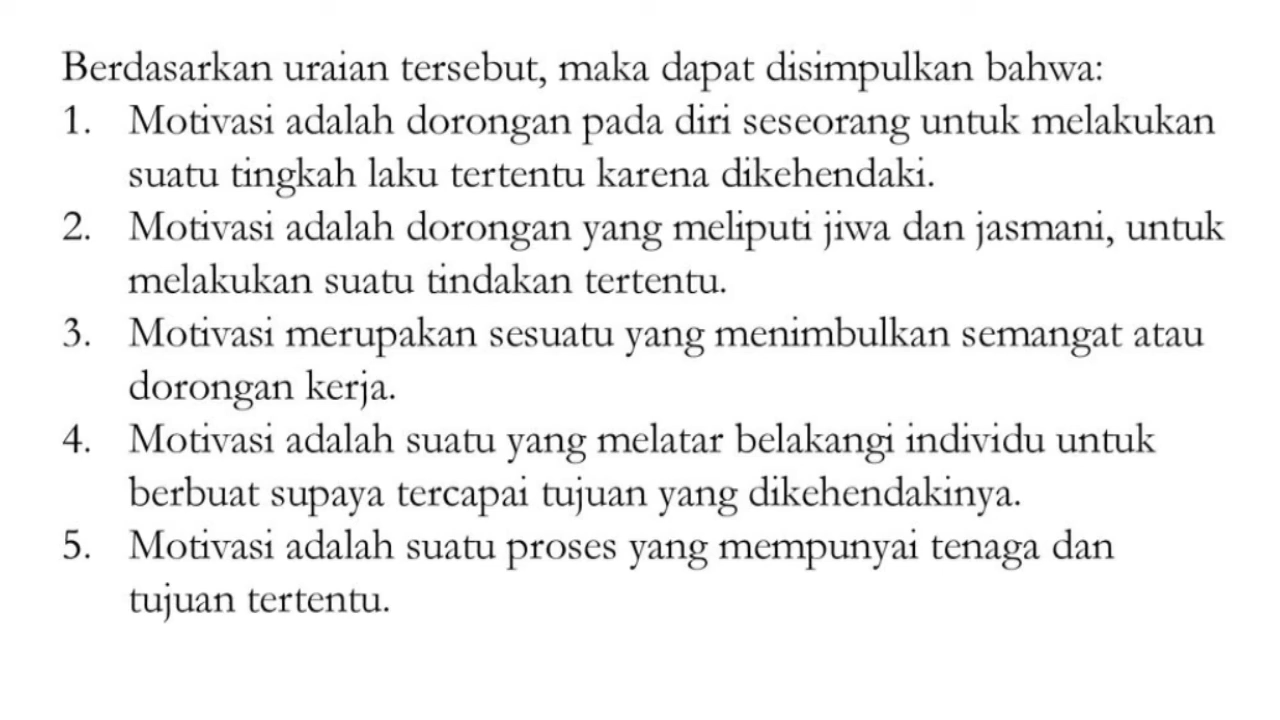 Berdasarkan uraian tersebut, maka dapat disimpulkan bahwa:
1. Motivasi adalah dorongan pada diri seseorang untuk melakukan
suatu tingkah laku tertentu karena dikehendaki.
2. Motivasi adalah dorongan yang meliputi jiwa dan jasmani, untuk
melakukan suatu tindakan tertentu.
3. Motivasi merupakan sesuatu yang menimbulkan semangat atau
dorongan kerja.
4. Motivasi adalah suatu yang melatar belakangi individu untuk
berbuat supaya tercapai tujuan yang dikehendakinya.
5. Motivasi adalah suatu proses yang mempunyai tenaga dan
tujuan tertentu.